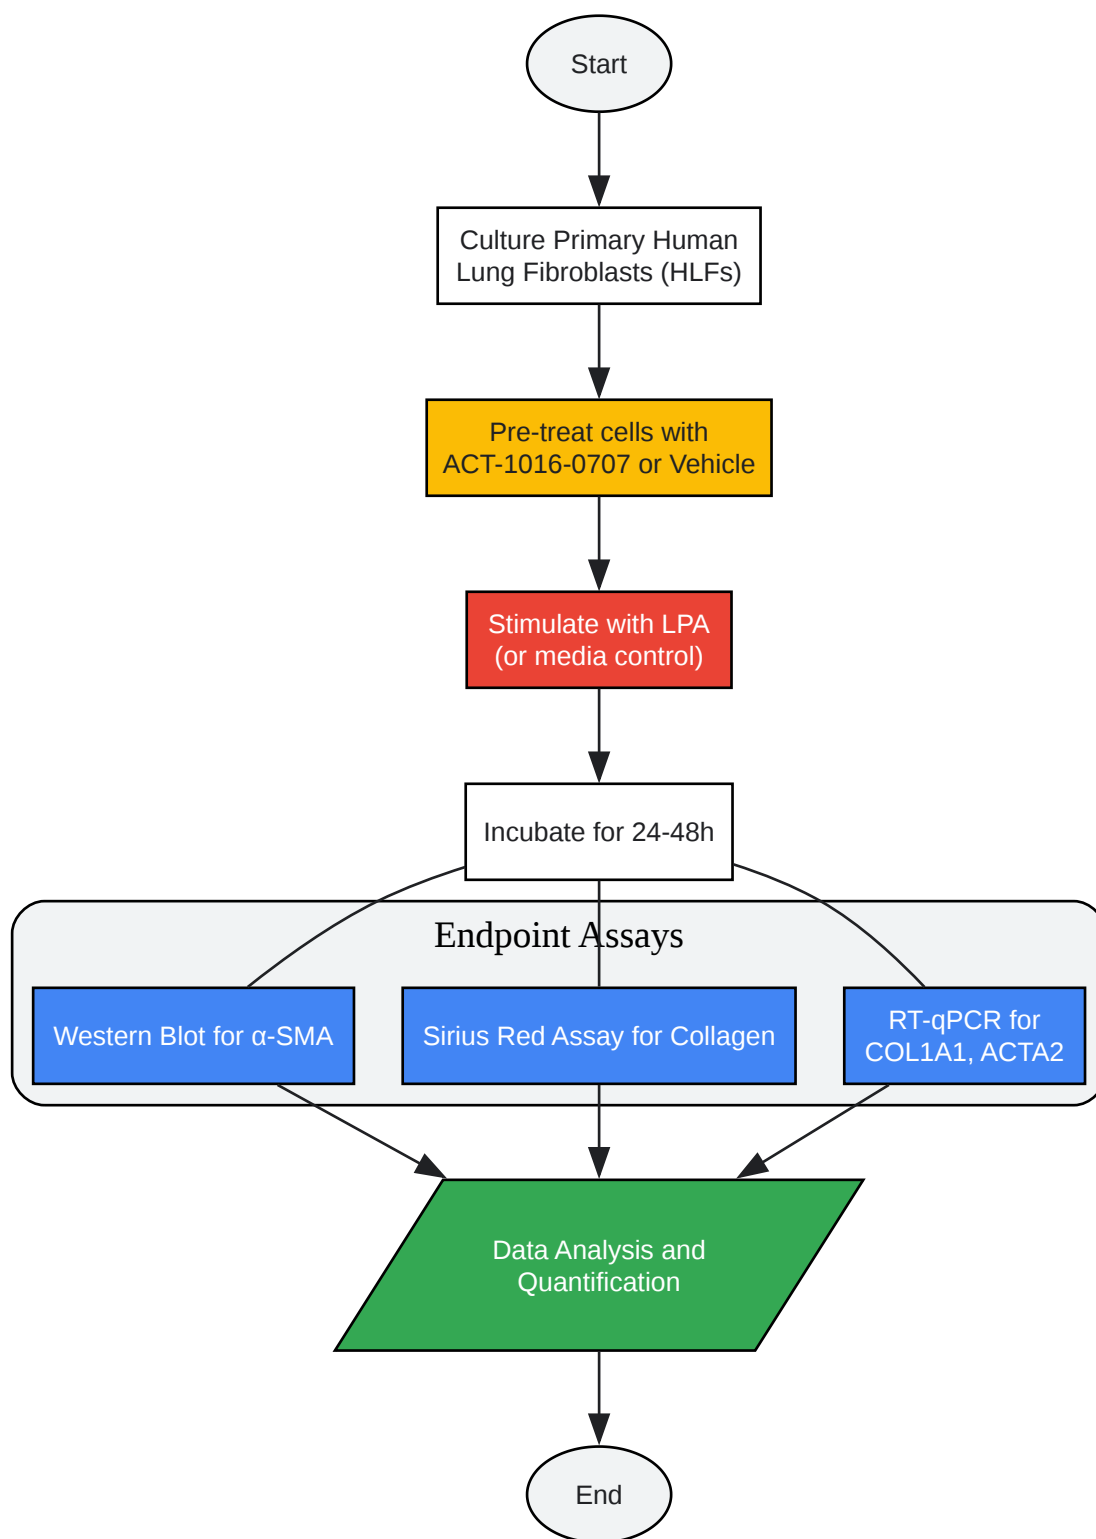 Start
Culture Primary Human
Lung Fibroblasts (HLFs)
Pre-treat cells with
ACT-1016-0707 or Vehicle
Stimulate with LPA
(or media control)
Incubate for 24-48h
Endpoint Assays
Western Blot for α-SMA
Sirius Red Assay for Collagen
RT-qPCR for
COL1A1, ACTA2
Data Analysis and
Quantification
End